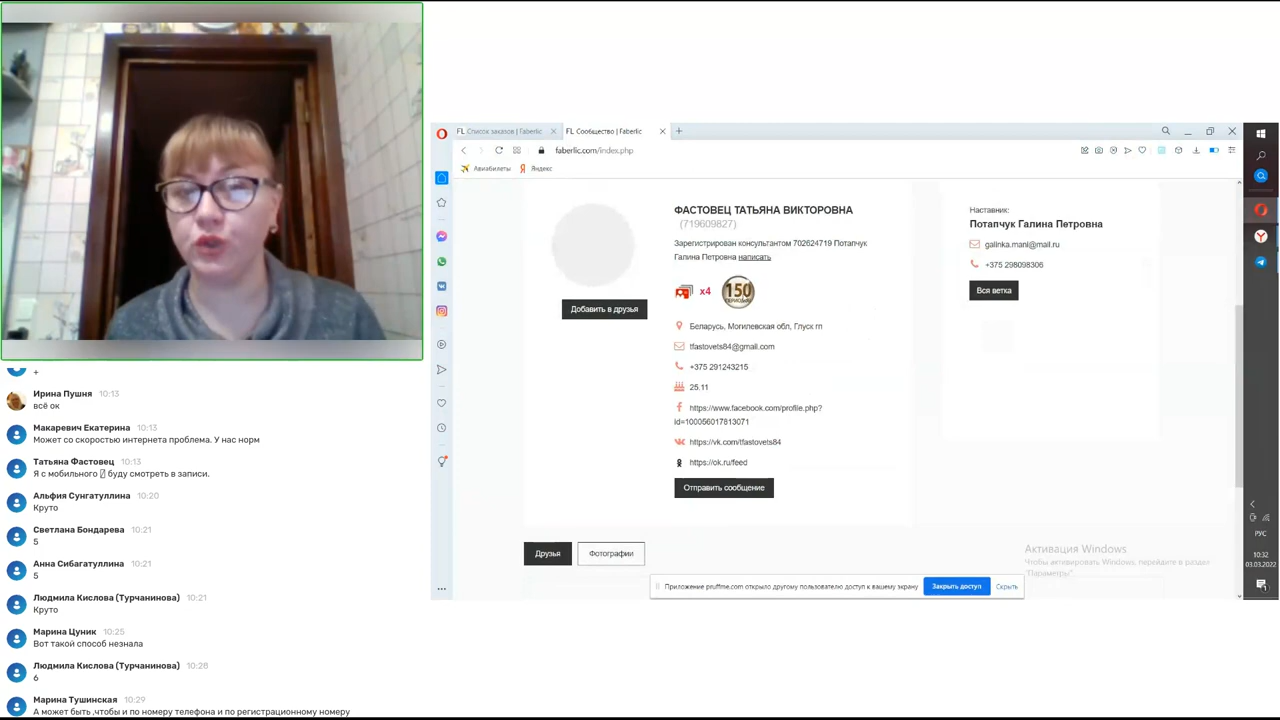 +
Ирина Пушня 10:13
всё ок
Макаревич Екатерина 10:13
Может со скоростью интернета проблема. У нас норм
Татьяна Фастовец 10:13
Я с мобильного буду смотреть в записи.
Альфия Сунгатуллина 10:20
Круто
Светлана Бондарева 10:21
5
Анна Сибагатуллина 10:21
5
Людмила Кислова (Турчанинова) 10:21
Круто
Марина Цуник 10:25
Вот такой способ незнала
Людмила Кислова (Турчанинова) 10:28
6
Марина Тушинская 10:29
А может быть ,чтобы и по номеру телефона и по регистрационному номеру
FL Список заказов | Faberlic
FL Сообщество | Faberlic
faberlic.com/index.php
Авиабилеты
Яндекс
ФАСТОВЕЦ ТАТЬЯНА ВИКТОРОВНА
(719609827)
Зарегистрирован консультантом 702624719 Потапчук
Галина Петровна написать
x4
150
Добавить в друзья
Беларусь, Могилевская обл, Глуск гп
tfastovets84@gmail.com
+375 291243215
25.11
https://www.facebook.com/profile.php?
id=100056017813071
https://vk.com/tfastovets84
https://ok.ru/feed
Отправить сообщение
Друзья
Фотографии
Наставник:
Потапчук Галина Петровна
galinka.mani@mail.ru
+375 298098306
Вся ветка
Активация Windows
Чтобы активировать Windows, перейдите в раздел
"Параметры".
Приложение pruffme.com открыло другому пользователю доступ к вашему экрану
Закрыть доступ
Скрыть
РУС
10:32
03.03.2022